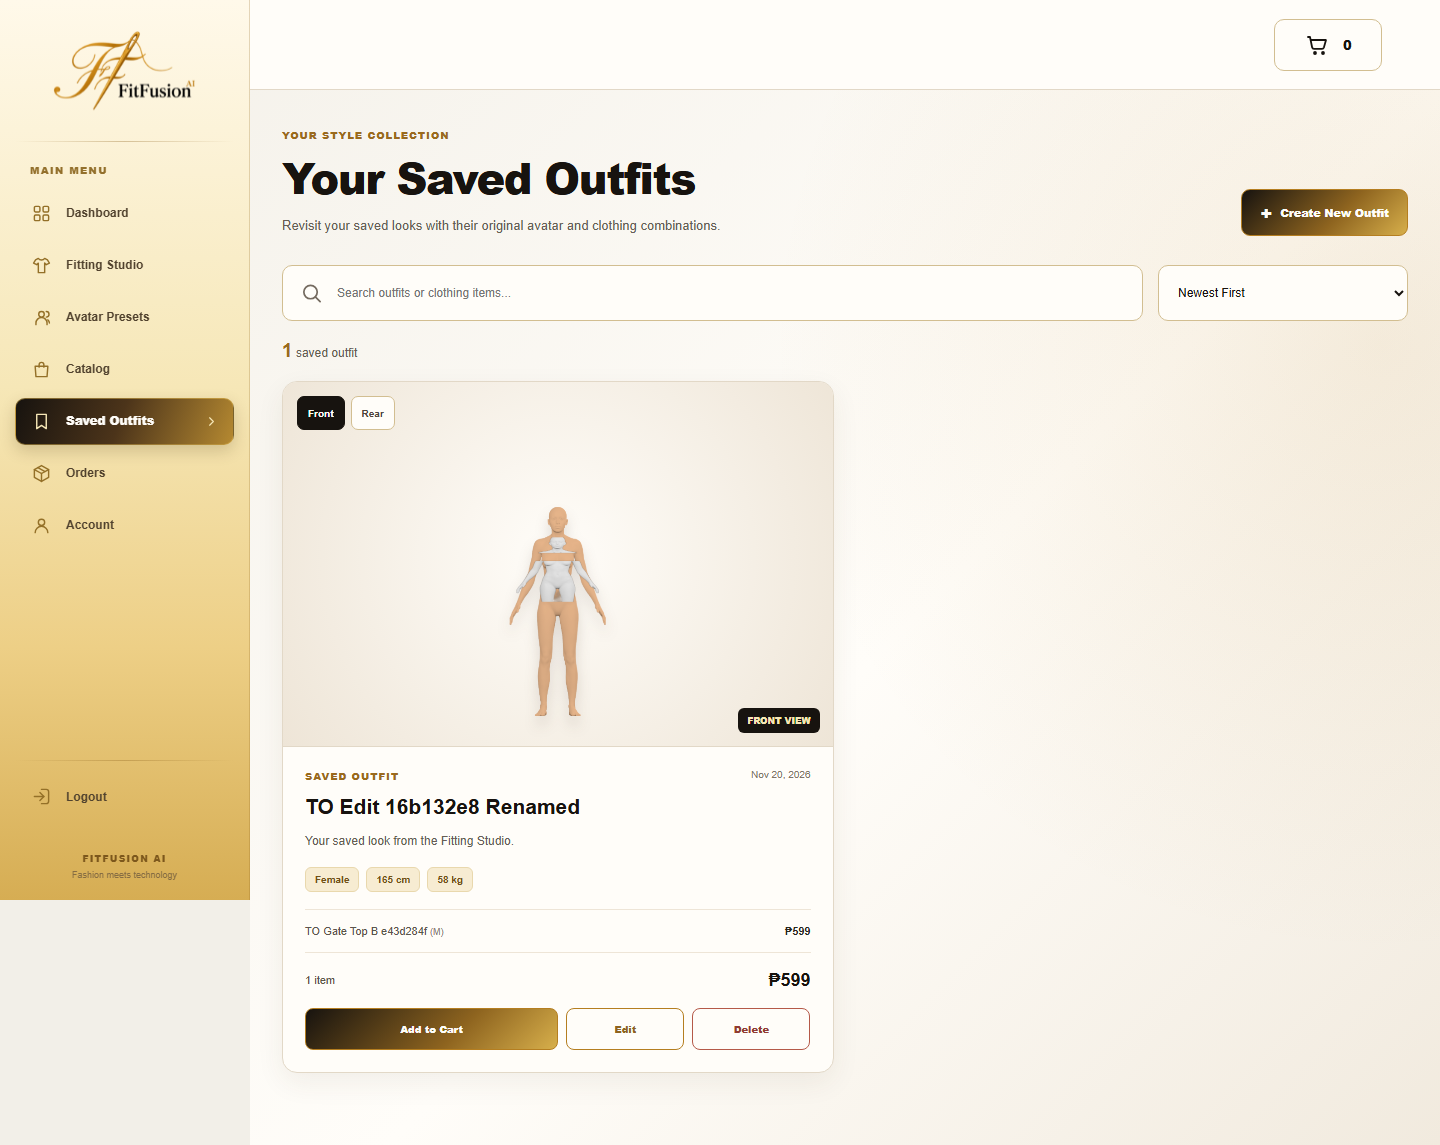 FitFusion AI
MAIN MENU
Dashboard
Fitting Studio
Avatar Presets
Catalog
Saved Outfits
Orders
Account
Logout
FITFUSION AI
Fashion meets technology
0
YOUR STYLE COLLECTION
Your Saved Outfits
Revisit your saved looks with their original avatar and clothing combinations.
Create New Outfit
Search outfits or clothing items...
Newest First
1 saved outfit
Front
Rear
FRONT VIEW
SAVED OUTFIT
Nov 20, 2026
TO Edit 16b132e8 Renamed
Your saved look from the Fitting Studio.
Female
165 cm
58 kg
TO Gate Top B e43d284f (M)
₱599
1 item
₱599
Add to Cart
Edit
Delete